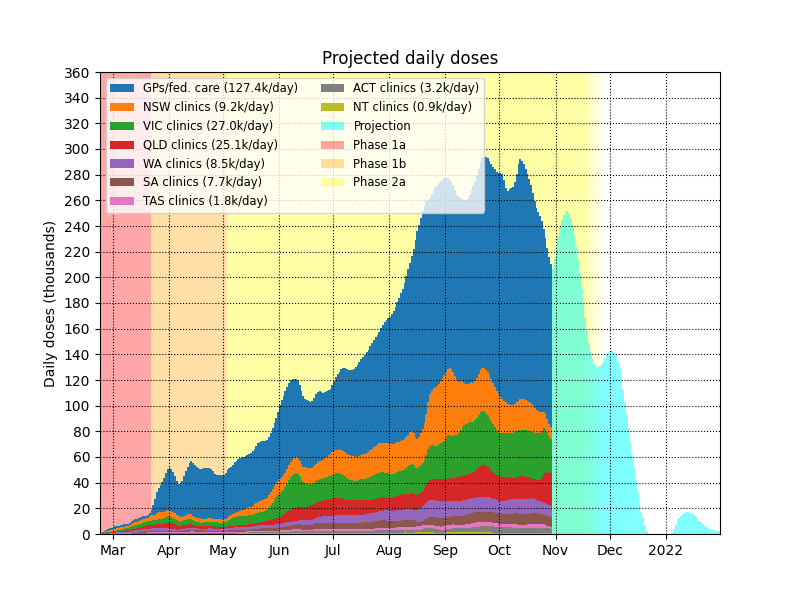 Projected daily doses
Daily doses (thousands)
360
340
320
300
280
260
240
220
200
180
160
140
120
100
80
60
40
20
0
GPs/fed. care (127.4k/day)
NSW clinics (9.2k/day)
VIC clinics (27.0k/day)
QLD clinics (25.1k/day)
WA clinics (8.5k/day)
SA clinics (7.7k/day)
TAS clinics (1.8k/day)
ACT clinics (3.2k/day)
NT clinics (0.9k/day)
Projection
Phase 1a
Phase 1b
Phase 2a
Mar Apr May Jun Jul Aug Sep Oct Nov Dec 2022